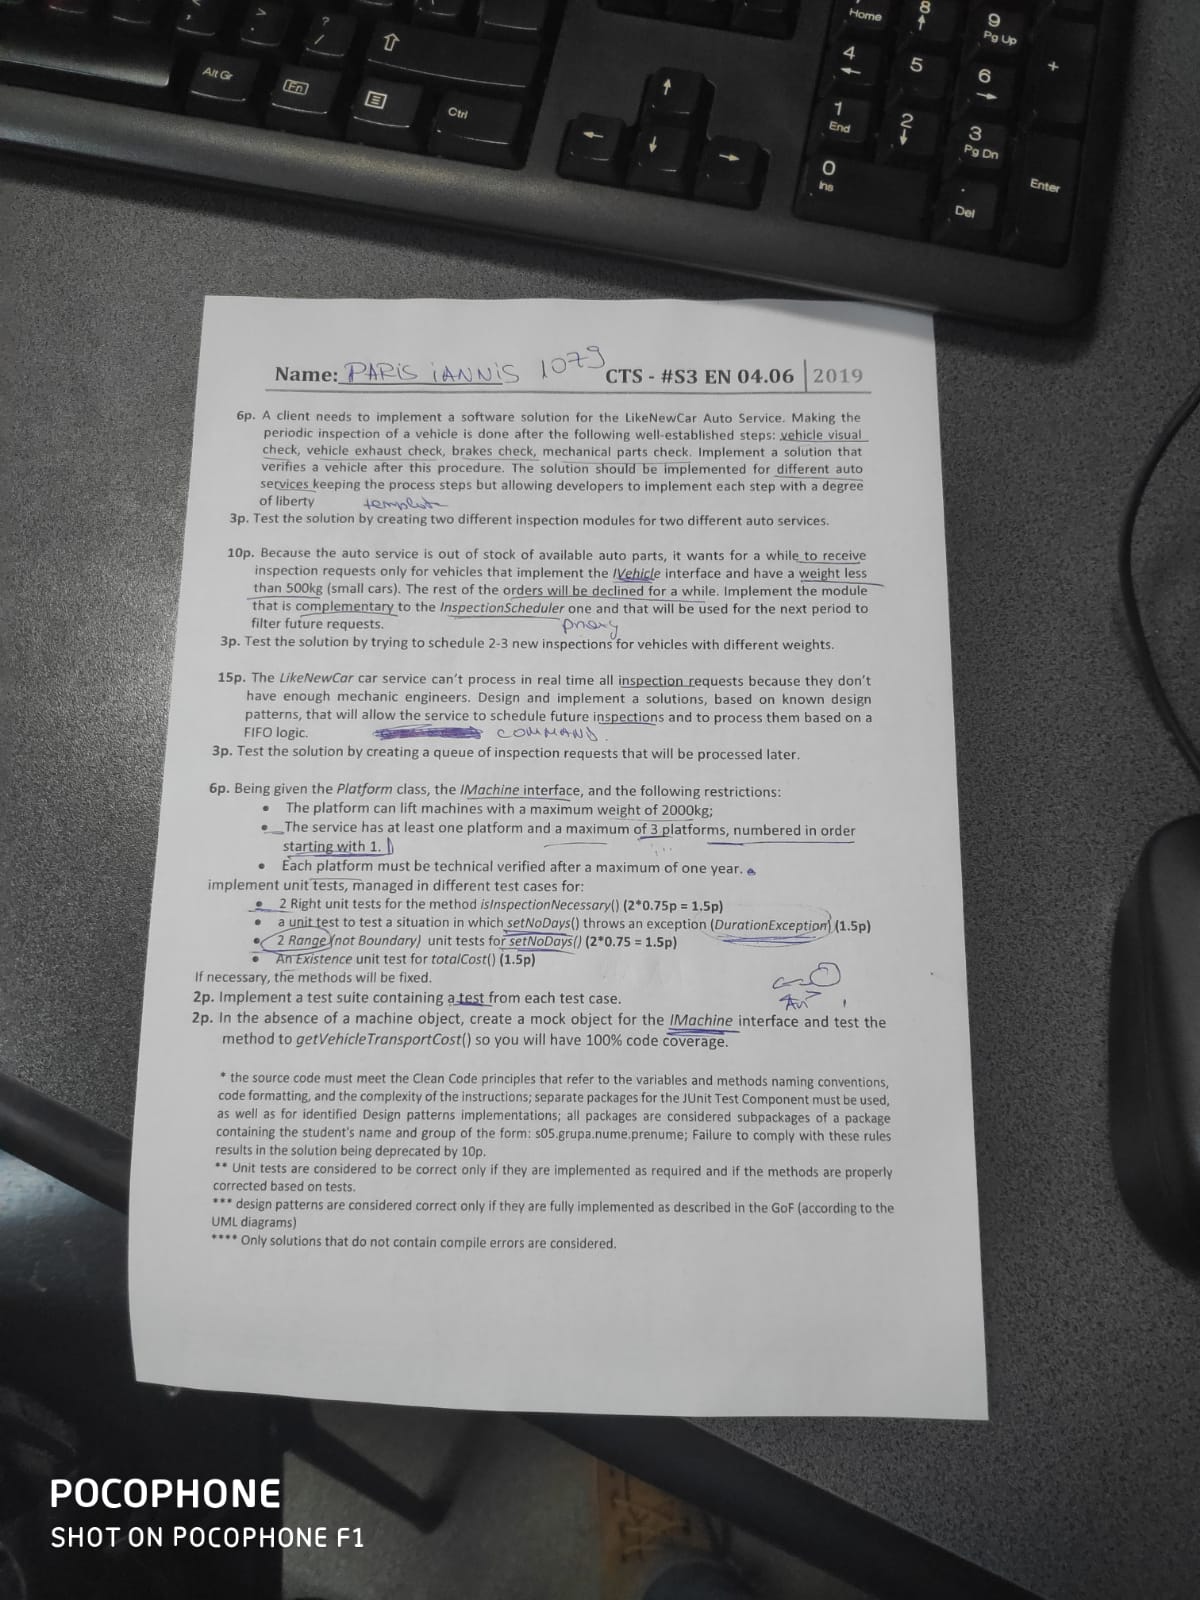 Home
8
9
Pg Up
+
4
5
6
1
End
2
3
Pg Dn
0
Ins
.
Del
Enter
>
?
/
Alt Gr
Fn
Ctrl
Name: PARIS iANNiS 1079 CTS - #S3 EN 04.06 | 2019
6p. A client needs to implement a software solution for the LikeNewCar Auto Service. Making the
periodic inspection of a vehicle is done after the following well-established steps: vehicle visual
check, vehicle exhaust check, brakes check, mechanical parts check. Implement a solution that
verifies a vehicle after this procedure. The solution should be implemented for different auto
services keeping the process steps but allowing developers to implement each step with a degree
of liberty template
3p. Test the solution by creating two different inspection modules for two different auto services.
10p. Because the auto service is out of stock of available auto parts, it wants for a while to receive
inspection requests only for vehicles that implement the IVehicle interface and have a weight less
than 500kg (small cars). The rest of the orders will be declined for a while. Implement the module
that is complementary to the InspectionScheduler one and that will be used for the next period to
filter future requests. proxy
3p. Test the solution by trying to schedule 2-3 new inspections for vehicles with different weights.
15p. The LikeNewCar car service can't process in real time all inspection requests because they don't
have enough mechanic engineers. Design and implement a solutions, based on known design
patterns, that will allow the service to schedule future inspections and to process them based on a
FIFO logic. COMMAND.
3p. Test the solution by creating a queue of inspection requests that will be processed later.
6p. Being given the Platform class, the IMachine interface, and the following restrictions:
• The platform can lift machines with a maximum weight of 2000kg;
• The service has at least one platform and a maximum of 3 platforms, numbered in order
starting with 1.
• Each platform must be technical verified after a maximum of one year.
implement unit tests, managed in different test cases for:
• 2 Right unit tests for the method isInspectionNecessary() (2*0.75p = 1.5p)
• a unit test to test a situation in which setNoDays() throws an exception (DurationException) (1.5p)
• 2 Range (not Boundary) unit tests for setNoDays() (2*0.75 = 1.5p)
• An Existence unit test for totalCost() (1.5p)
If necessary, the methods will be fixed.
2p. Implement a test suite containing a test from each test case.
2p. In the absence of a machine object, create a mock object for the IMachine interface and test the
method to getVehicleTransportCost() so you will have 100% code coverage.
* the source code must meet the Clean Code principles that refer to the variables and methods naming conventions,
code formatting, and the complexity of the instructions; separate packages for the JUnit Test Component must be used,
as well as for identified Design patterns implementations; all packages are considered subpackages of a package
containing the student's name and group of the form: s05.grupa.nume.prenume; Failure to comply with these rules
results in the solution being deprecated by 10p.
** Unit tests are considered to be correct only if they are implemented as required and if the methods are properly
corrected based on tests.
*** design patterns are considered correct only if they are fully implemented as described in the GoF (according to the
UML diagrams)
**** Only solutions that do not contain compile errors are considered.
POCOPHONE
SHOT ON POCOPHONE F1